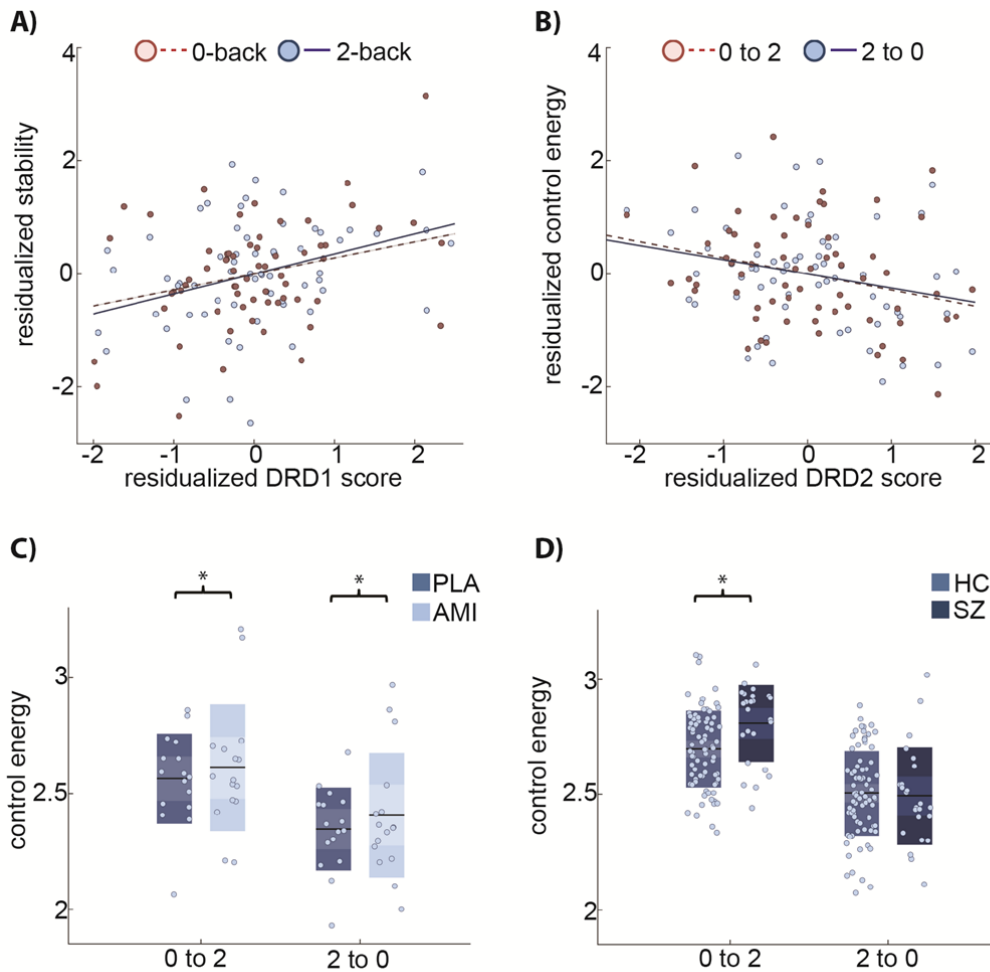 A)
0-back
2-back
4
2
0
-2
residualized stability
-2
-1
0
1
2
residualized DRD1 score
B)
0 to 2
2 to 0
4
2
0
-2
residualized control energy
-2
-1
0
1
2
residualized DRD2 score
C)
*
*
PLA
AMI
3
2.5
2
control energy
0 to 2
2 to 0
D)
*
HC
SZ
3
2.5
2
control energy
0 to 2
2 to 0